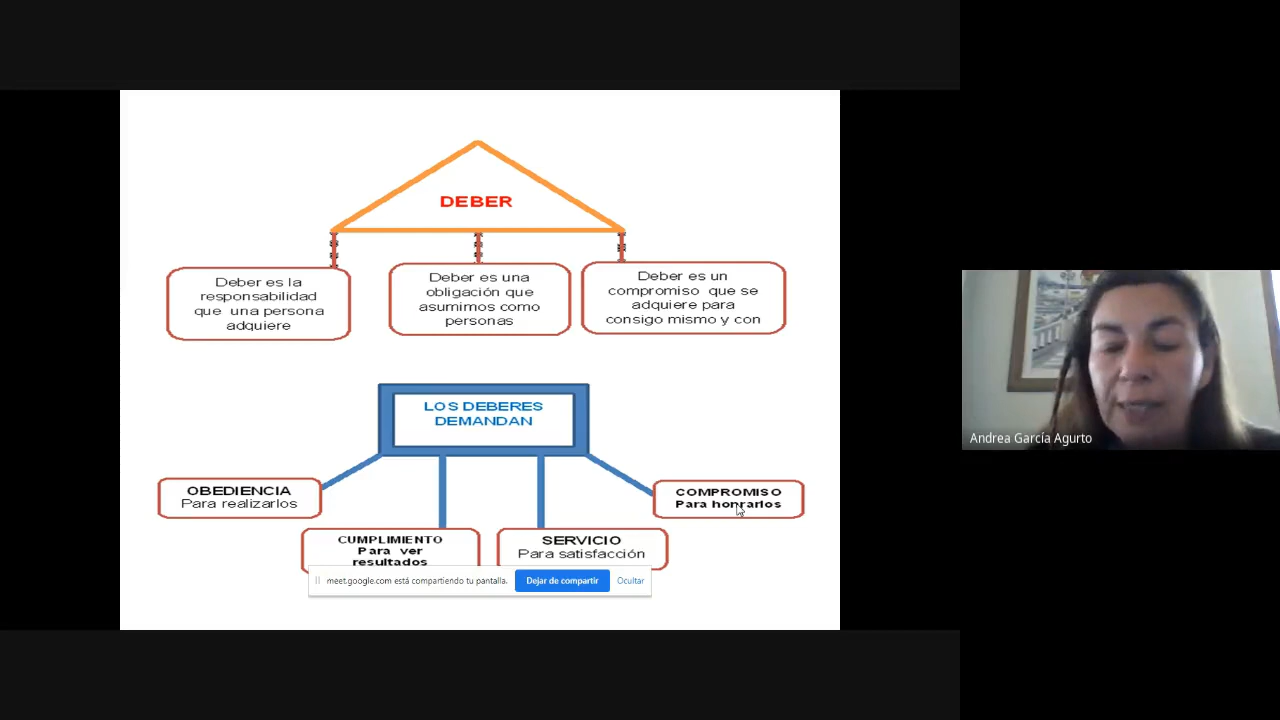 DEBER
Deber es la
responsabilidad
que una persona
adquiere
Deber es una
obligación que
asumimos como
personas
Deber es un
compromiso que se
adquiere para
consigo mismo y con
LOS DEBERES
DEMANDAN
OBEDIENCIA
Para realizarlos
COMPROMISO
Para honrarlos
CUMPLIMIENTO
Para ver
resultados
SERVICIO
Para satisfacción
meet.google.com está compartiendo tu pantalla.
Dejar de compartir
Ocultar
Andrea García Agurto